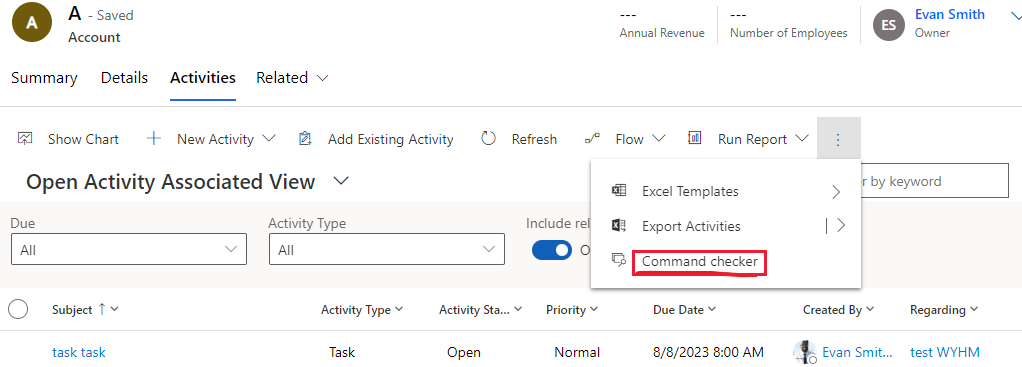 A
A - Saved
Account
---
Annual Revenue
---
Number of Employees
ES
Evan Smith
Owner
Summary
Details
Activities
Related
Show Chart
New Activity
Add Existing Activity
Refresh
Flow
Run Report
Open Activity Associated View
by keyword
Excel Templates
Export Activities
Command checker
Due
All
Activity Type
All
Include rel
Subject ↑
Activity Type
Activity Sta...
Priority
Due Date
Created By
Regarding
task task
Task
Open
Normal
8/8/2023 8:00 AM
Evan Smit...
test WYHM